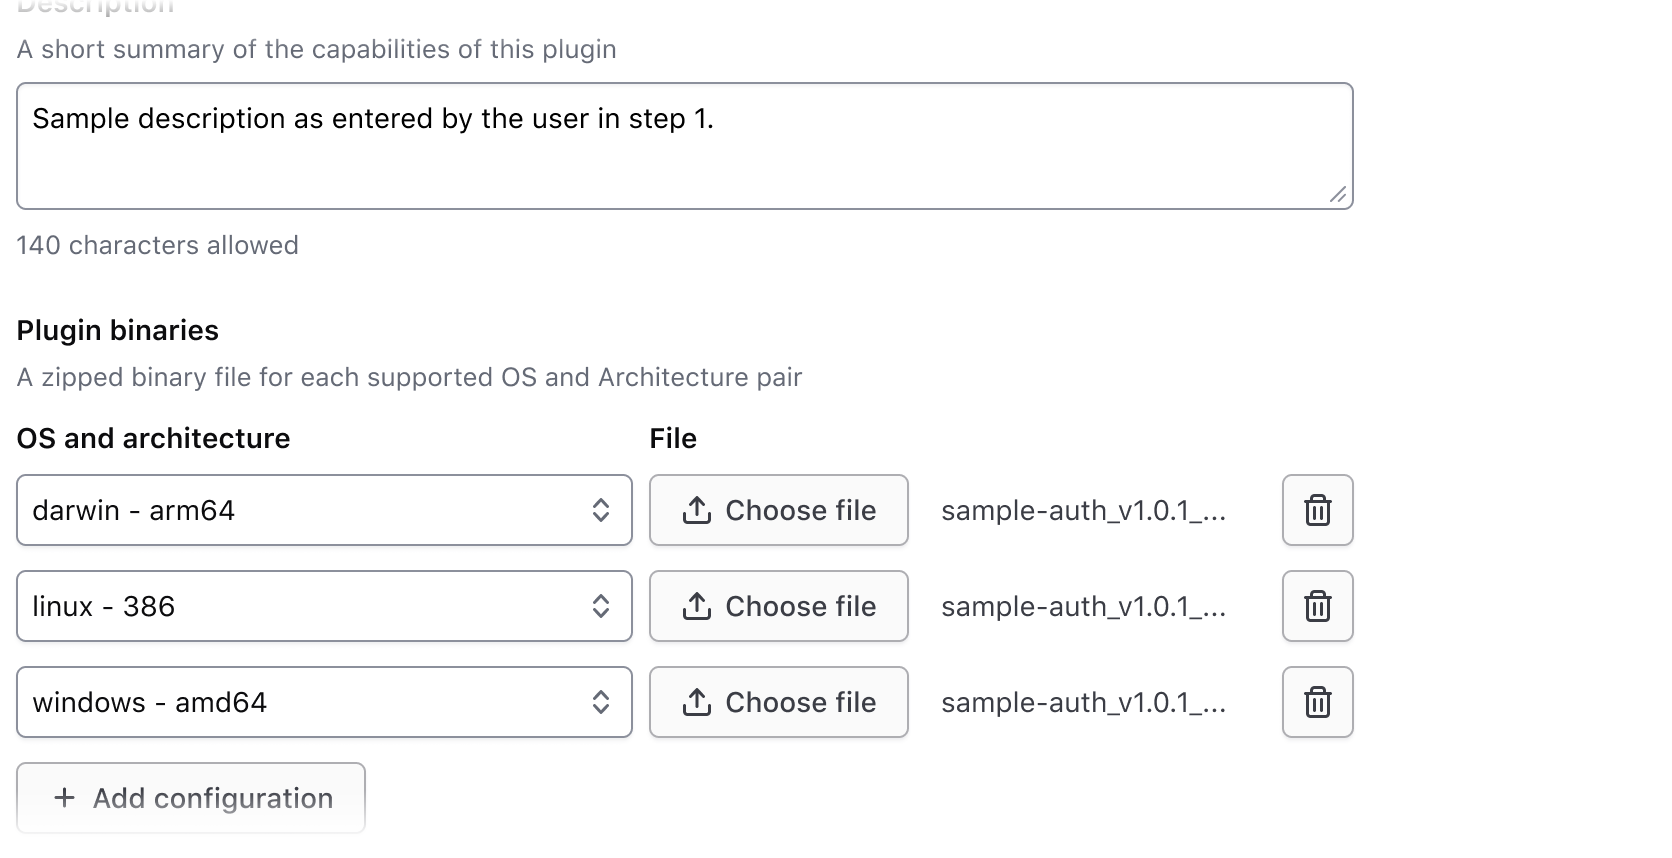 Description
A short summary of the capabilities of this plugin
Sample description as entered by the user in step 1.
140 characters allowed
Plugin binaries
A zipped binary file for each supported OS and Architecture pair
OS and architecture File
darwin - arm64 Choose file sample-auth_v1.0.1_...
linux - 386 Choose file sample-auth_v1.0.1_...
windows - amd64 Choose file sample-auth_v1.0.1_...
+ Add configuration